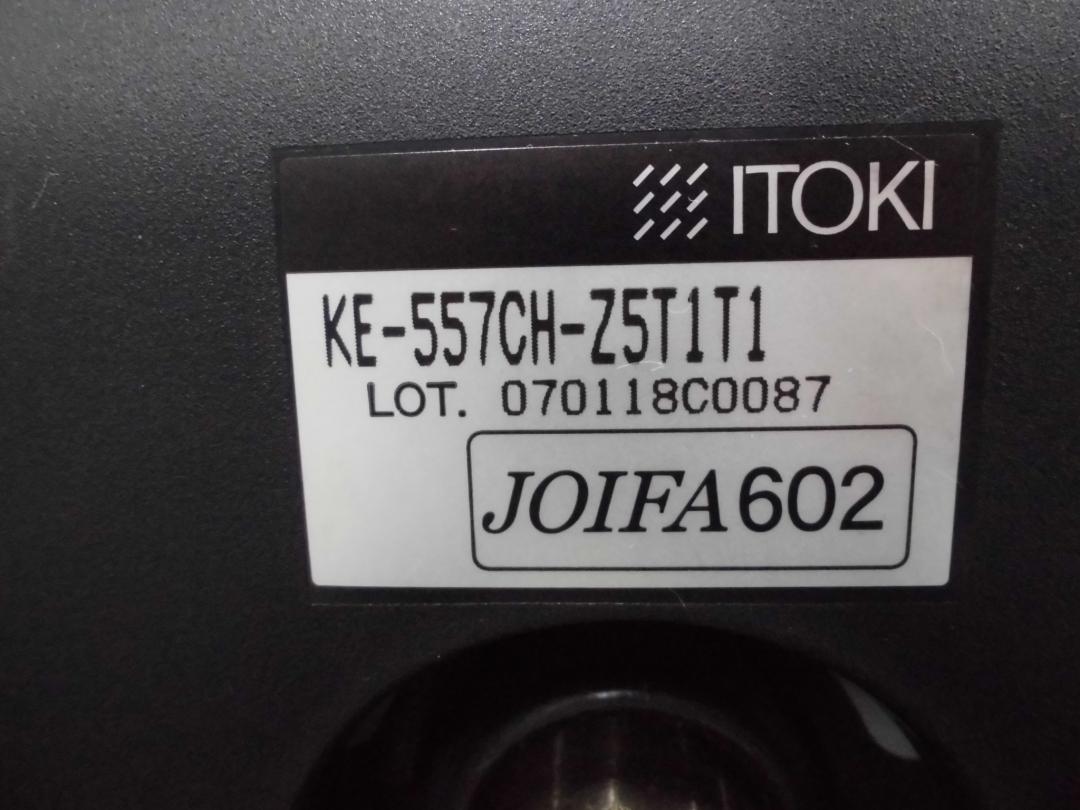 ITOKI
KE-557CH-Z5T1T1
LOT. 070118C0087
JOIFA602